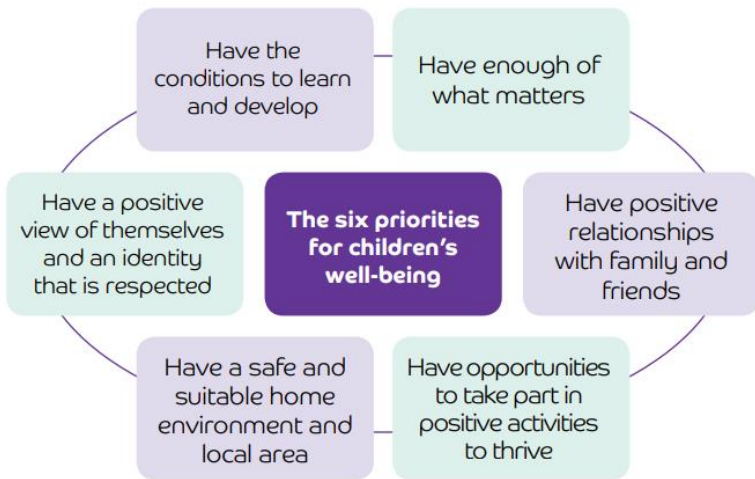 Have the
conditions to learn
and develop
Have enough of
what matters
Have a positive
view of themselves
and an identity
that is respected
The six priorities
for children's
well-being
Have positive
relationships
with family and
friends
Have a safe and
suitable home
environment and
local area
Have opportunities
to take part in
positive activities
to thrive